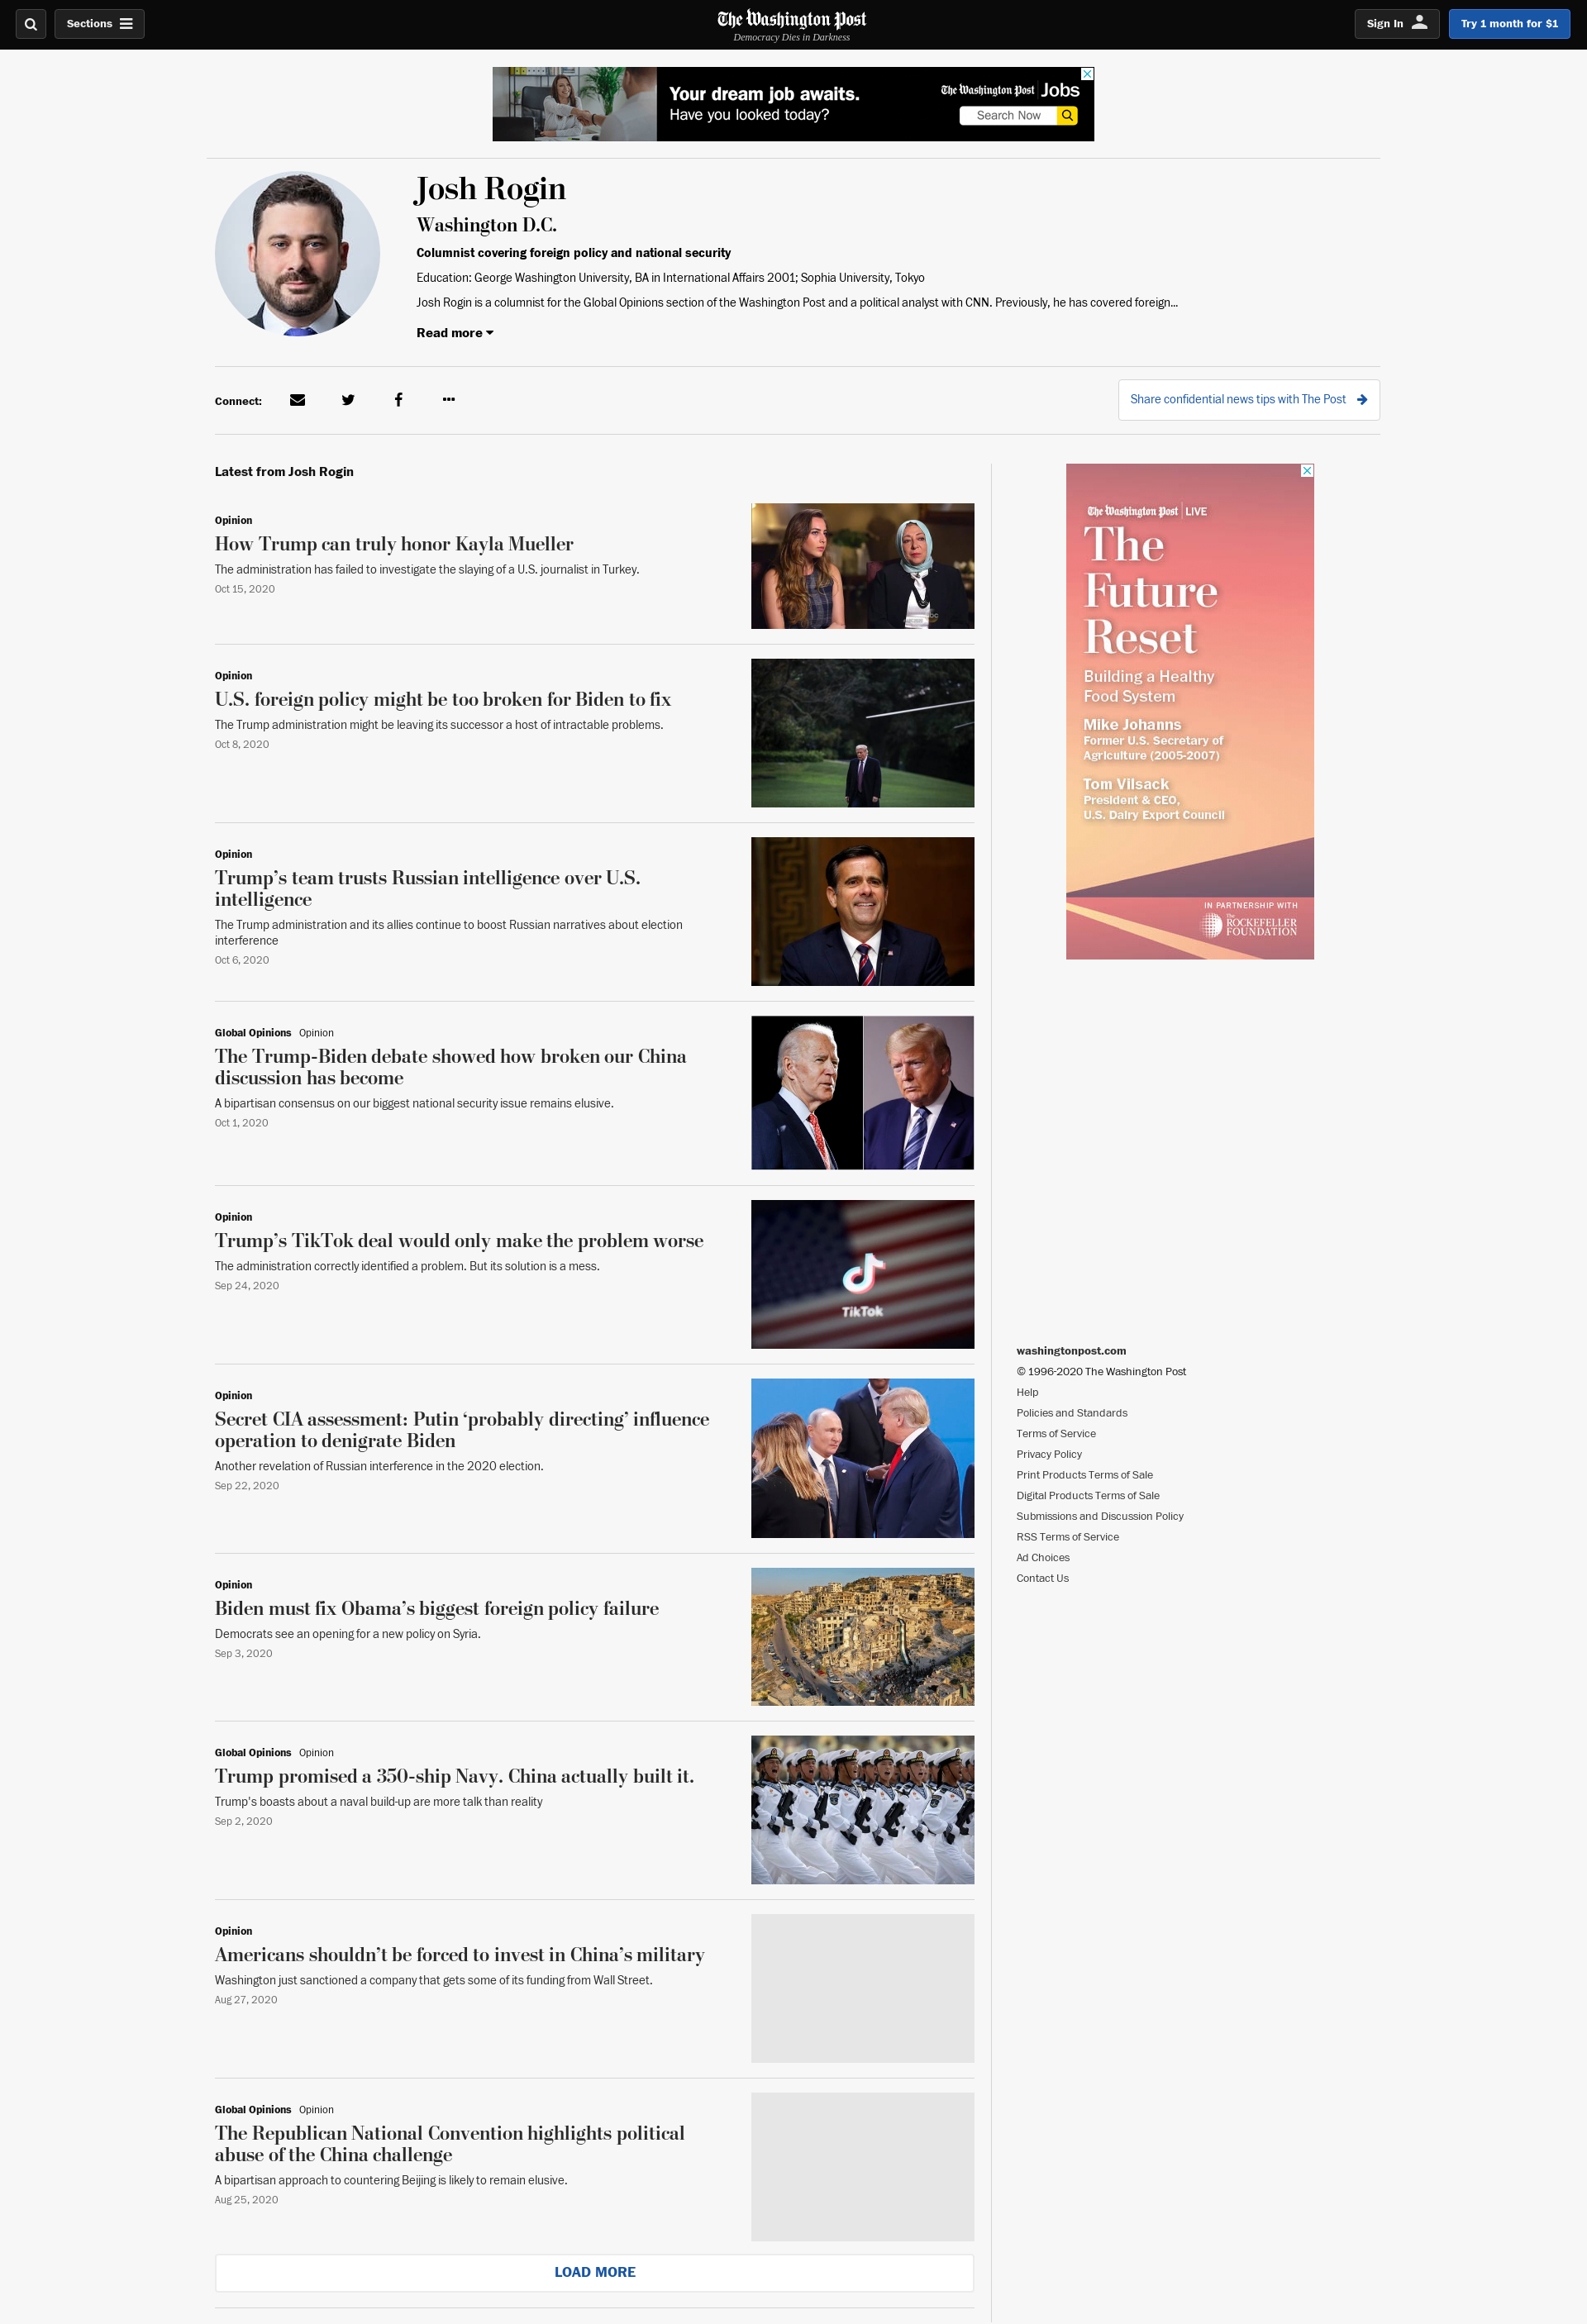 Sections
The Washington Post
Democracy Dies in Darkness
Sign In
Try 1 month for $1
Your dream job awaits.
Have you looked today?
The Washington Post Jobs
Search Now
Josh Rogin
Washington D.C.
Columnist covering foreign policy and national security
Education: George Washington University, BA in International Affairs 2001; Sophia University, Tokyo
Josh Rogin is a columnist for the Global Opinions section of the Washington Post and a political analyst with CNN. Previously, he has covered foreign...
Read more
Connect:
Share confidential news tips with The Post
Latest from Josh Rogin
Opinion
How Trump can truly honor Kayla Mueller
The administration has failed to investigate the slaying of a U.S. journalist in Turkey.
Oct 15, 2020
Opinion
U.S. foreign policy might be too broken for Biden to fix
The Trump administration might be leaving its successor a host of intractable problems.
Oct 8, 2020
Opinion
Trump’s team trusts Russian intelligence over U.S.
intelligence
The Trump administration and its allies continue to boost Russian narratives about election
interference
Oct 6, 2020
Global Opinions Opinion
The Trump-Biden debate showed how broken our China
discussion has become
A bipartisan consensus on our biggest national security issue remains elusive.
Oct 1, 2020
Opinion
Trump’s TikTok deal would only make the problem worse
The administration correctly identified a problem. But its solution is a mess.
Sep 24, 2020
TikTok
Opinion
Secret CIA assessment: Putin ‘probably directing’ influence
operation to denigrate Biden
Another revelation of Russian interference in the 2020 election.
Sep 22, 2020
Opinion
Biden must fix Obama’s biggest foreign policy failure
Democrats see an opening for a new policy on Syria.
Sep 3, 2020
Global Opinions Opinion
Trump promised a 350-ship Navy. China actually built it.
Trump's boasts about a naval build-up are more talk than reality
Sep 2, 2020
Opinion
Americans shouldn’t be forced to invest in China’s military
Washington just sanctioned a company that gets some of its funding from Wall Street.
Aug 27, 2020
Global Opinions Opinion
The Republican National Convention highlights political
abuse of the China challenge
A bipartisan approach to countering Beijing is likely to remain elusive.
Aug 25, 2020
LOAD MORE
The Washington Post LIVE
The
Future
Reset
Building a Healthy
Food System
Mike Johanns
Former U.S. Secretary of
Agriculture (2005-2007)
Tom Vilsack
President & CEO,
U.S. Dairy Export Council
IN PARTNERSHIP WITH
The
ROCKEFELLER
FOUNDATION
washingtonpost.com
© 1996-2020 The Washington Post
Help
Policies and Standards
Terms of Service
Privacy Policy
Print Products Terms of Sale
Digital Products Terms of Sale
Submissions and Discussion Policy
RSS Terms of Service
Ad Choices
Contact Us